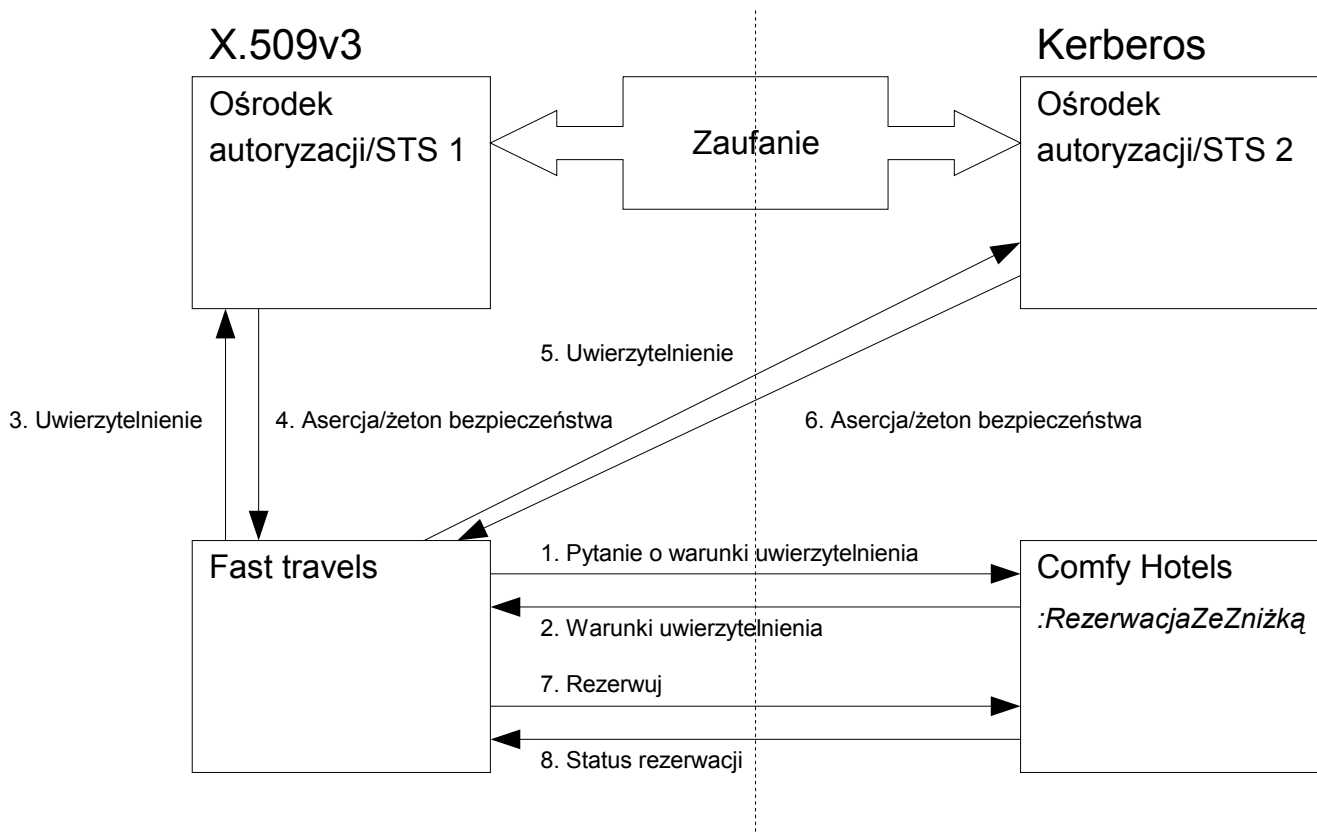 X.509v3
Kerberos
Ośrodek
autoryzacji/STS 1
Zaufanie
Ośrodek
autoryzacji/STS 2
5. Uwierzytelnienie
3. Uwierzytelnienie
4. Asercja/żeton bezpieczeństwa
6. Asercja/żeton bezpieczeństwa
Fast travels
1. Pytanie o warunki uwierzytelnienia
2. Warunki uwierzytelnienia
7. Rezerwuj
8. Status rezerwacji
Comfy Hotels
:RezerwacjaZeZniżką